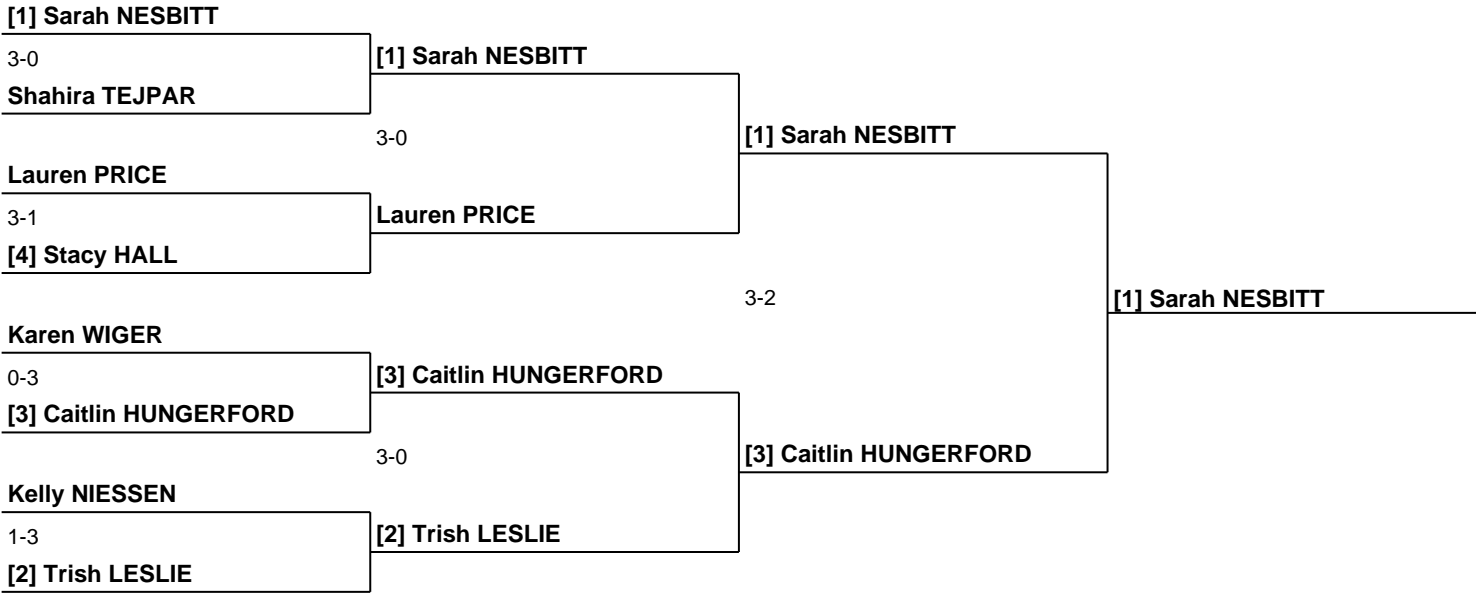 [1] Sarah NESBITT
3-0
[1] Sarah NESBITT
Shahira TEJPAR
3-0
[1] Sarah NESBITT
Lauren PRICE
3-1
Lauren PRICE
[4] Stacy HALL
3-2
[1] Sarah NESBITT
Karen WIGER
0-3
[3] Caitlin HUNGERFORD
[3] Caitlin HUNGERFORD
3-0
[3] Caitlin HUNGERFORD
Kelly NIESSEN
1-3
[2] Trish LESLIE
[2] Trish LESLIE